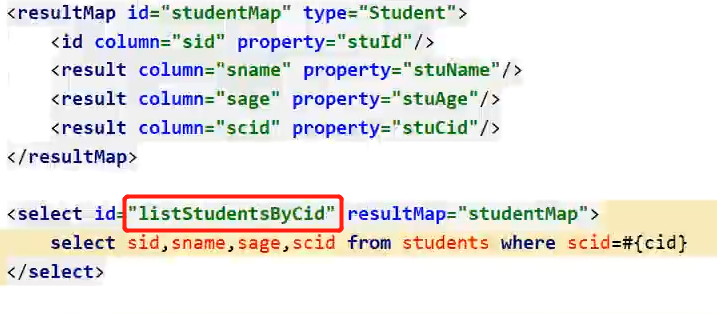 <resultMap id="studentMap" type="Student">
    <id column="sid" property="stuId"/>
    <result column="sname" property="stuName"/>
    <result column="sage" property="stuAge"/>
    <result column="scid" property="stuCid"/>
</resultMap>
<select id="listStudentsByCid" resultMap="studentMap">
    select sid,sname,sage,scid from students where scid=#{cid}
</select>